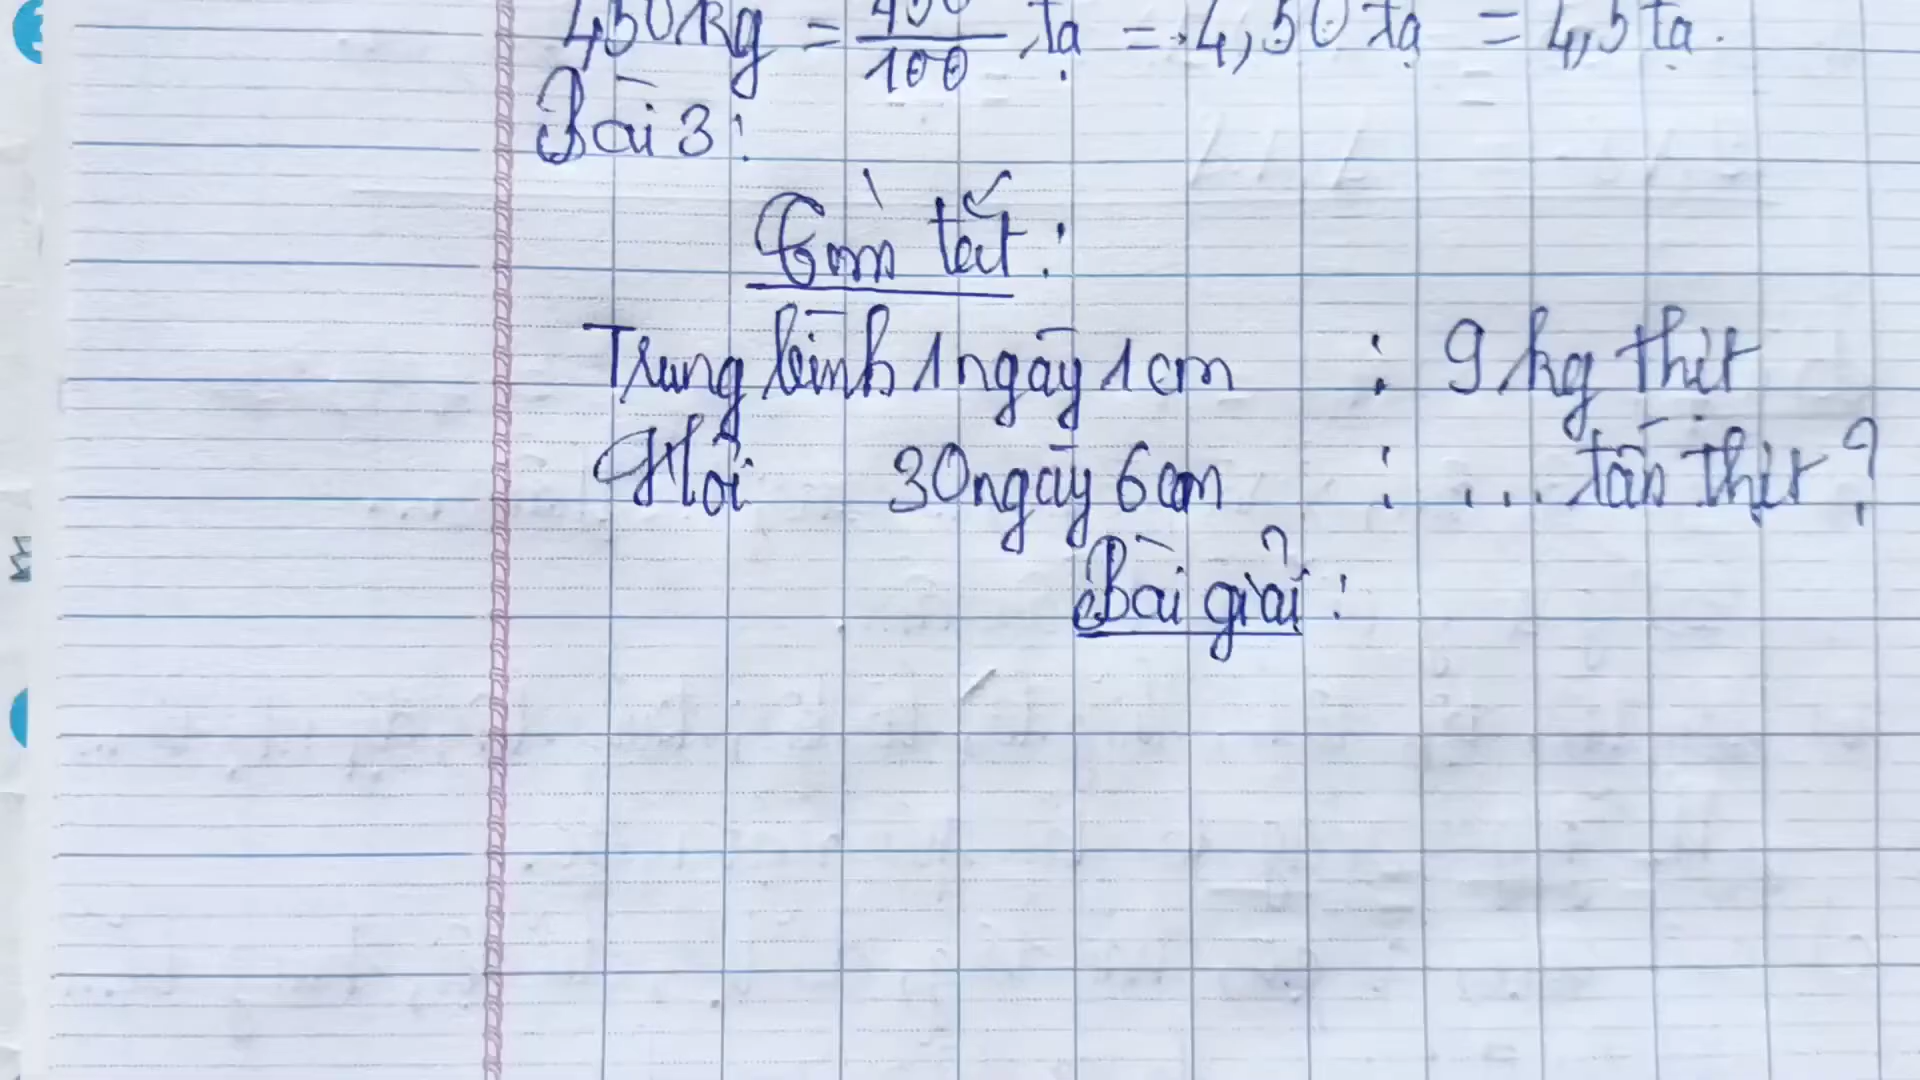 450kg = 450/100 tạ = 4,50 tạ = 4,5 tạ.
Bài 3:
Tóm tắt:
Trung bình 1 ngày 1 con : 9 kg thịt
Hỏi 30 ngày 6 con : ... tấn thịt?
Bài giải: